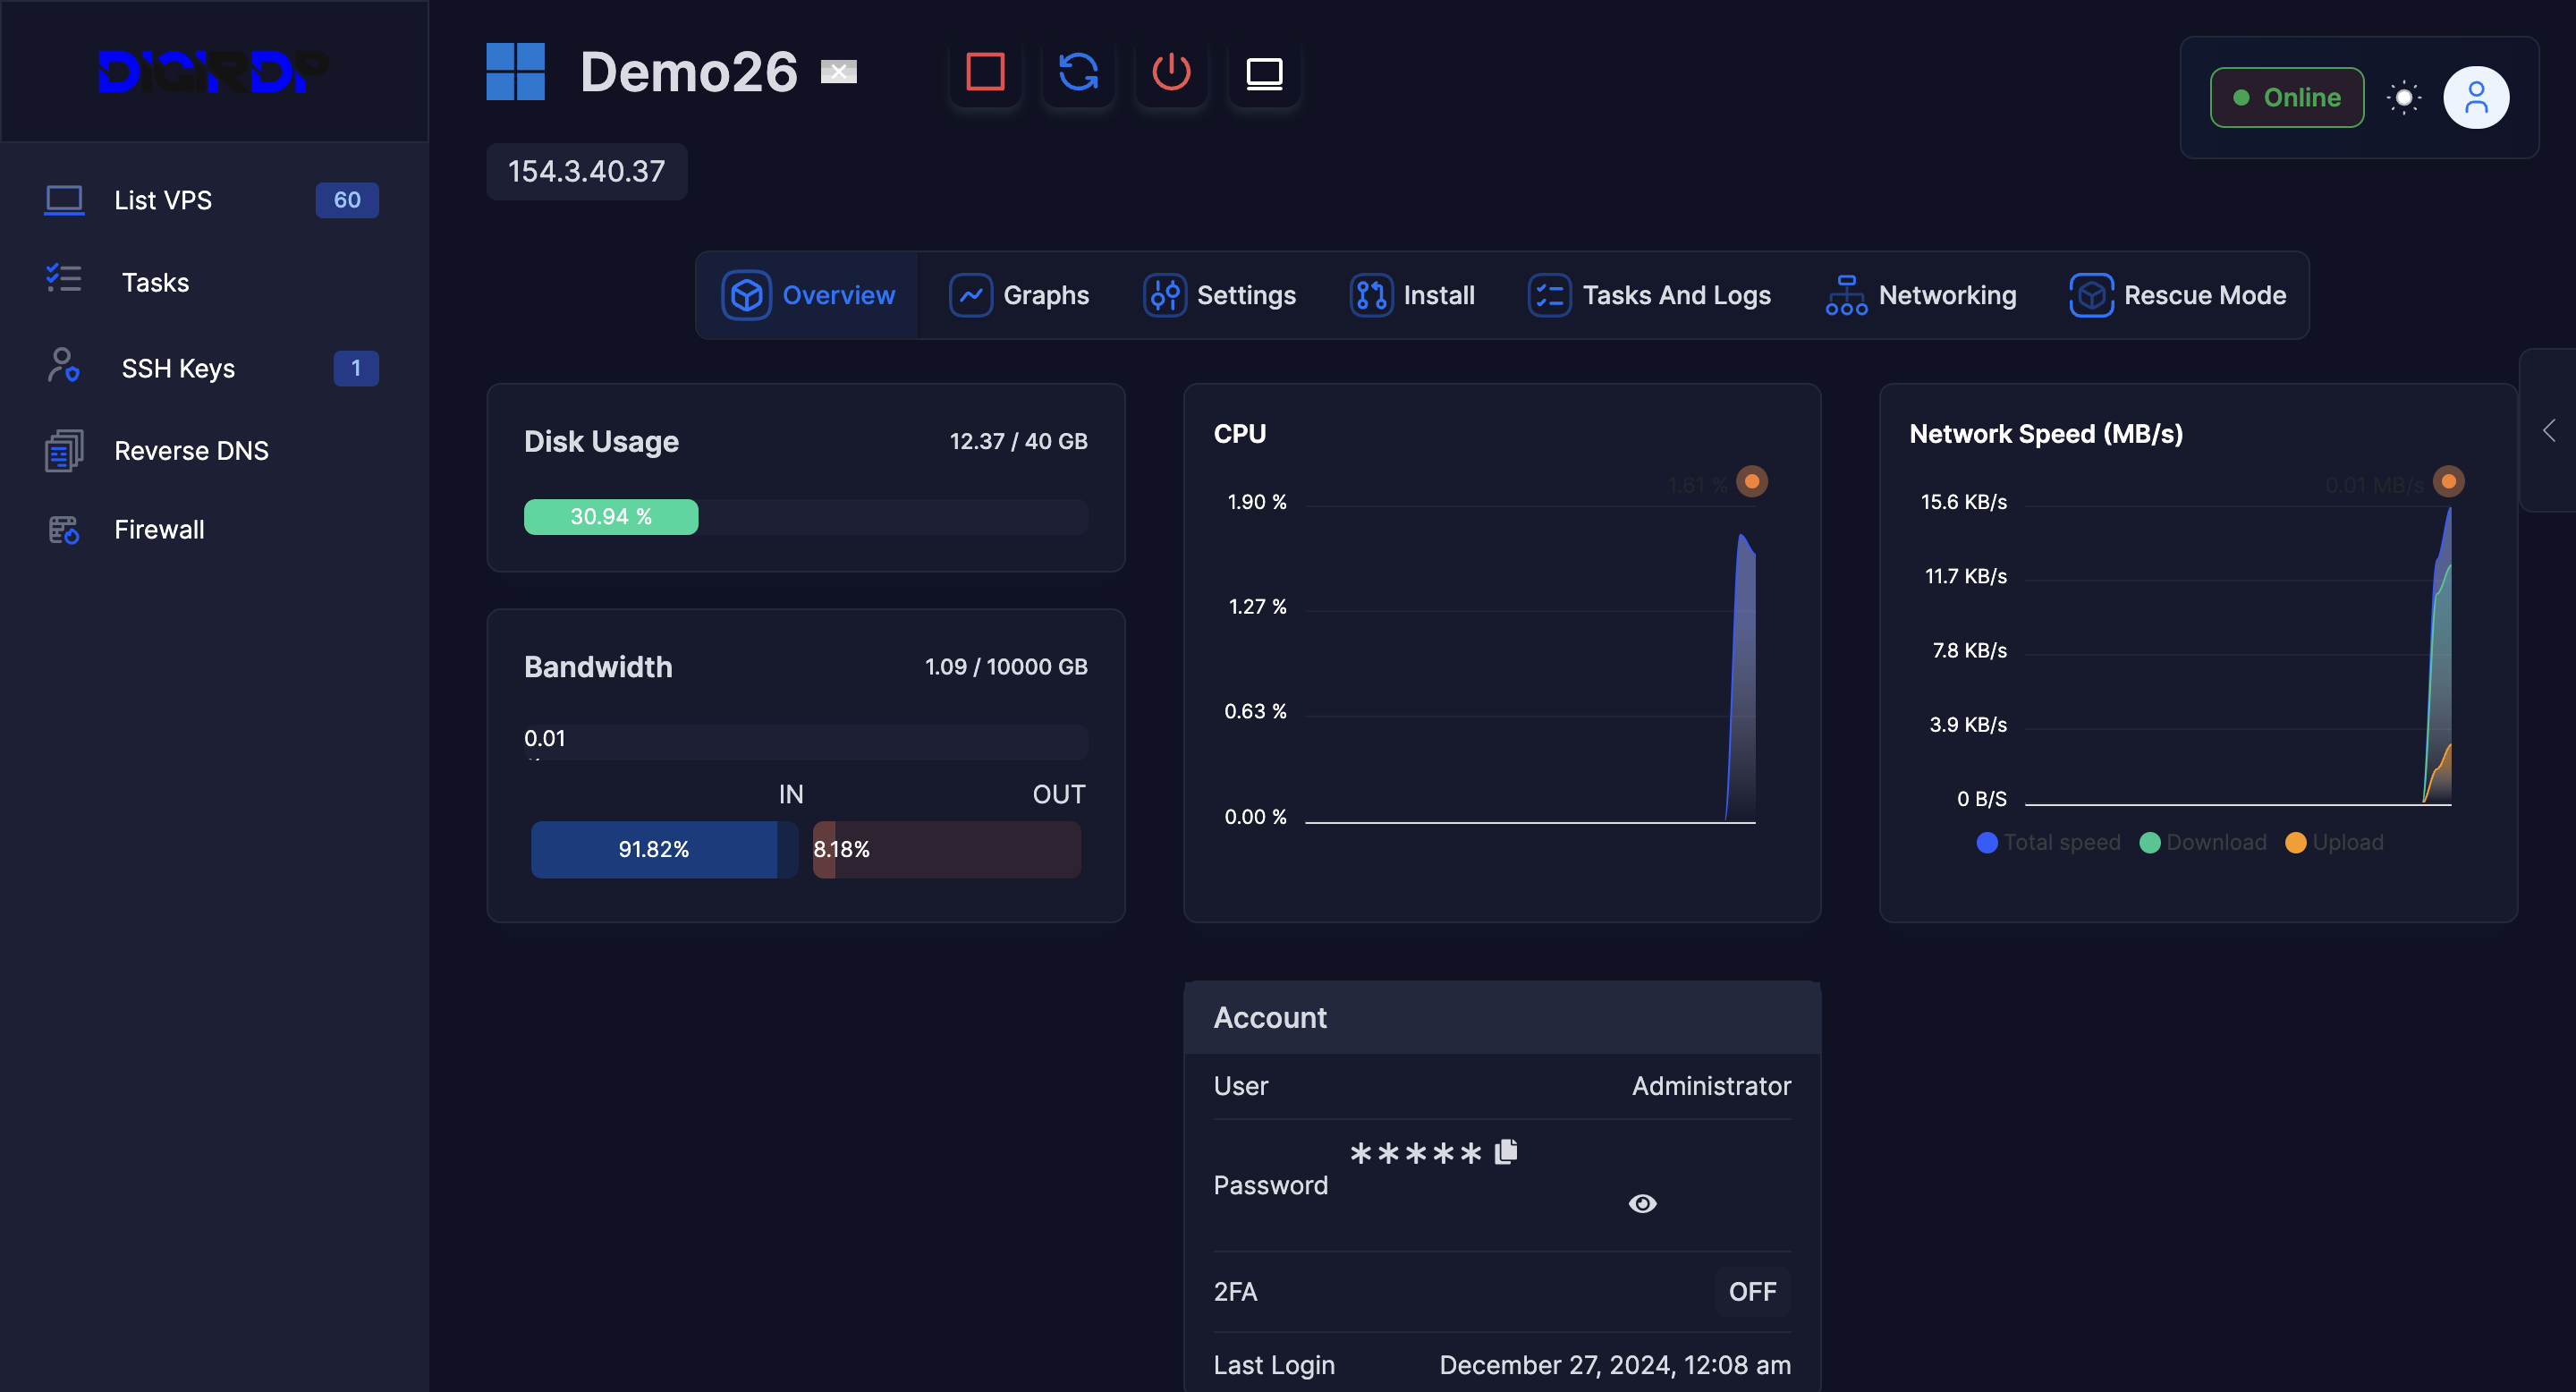 DIGIRDP
Demo26
Online
154.3.40.37
List VPS 60
Tasks
SSH Keys 1
Reverse DNS
Firewall
Overview Graphs Settings Install Tasks And Logs Networking Rescue Mode
Disk Usage 12.37 / 40 GB
30.94 %
Bandwidth 1.09 / 10000 GB
0.01
IN OUT
91.82% 8.18%
CPU
1.61 %
1.90 %
1.27 %
0.63 %
0.00 %
Network Speed (MB/s)
0.01 MB/s
15.6 KB/s
11.7 KB/s
7.8 KB/s
3.9 KB/s
0 B/S
Total speed Download Upload
Account
User Administrator
Password *****
2FA OFF
Last Login December 27, 2024, 12:08 am